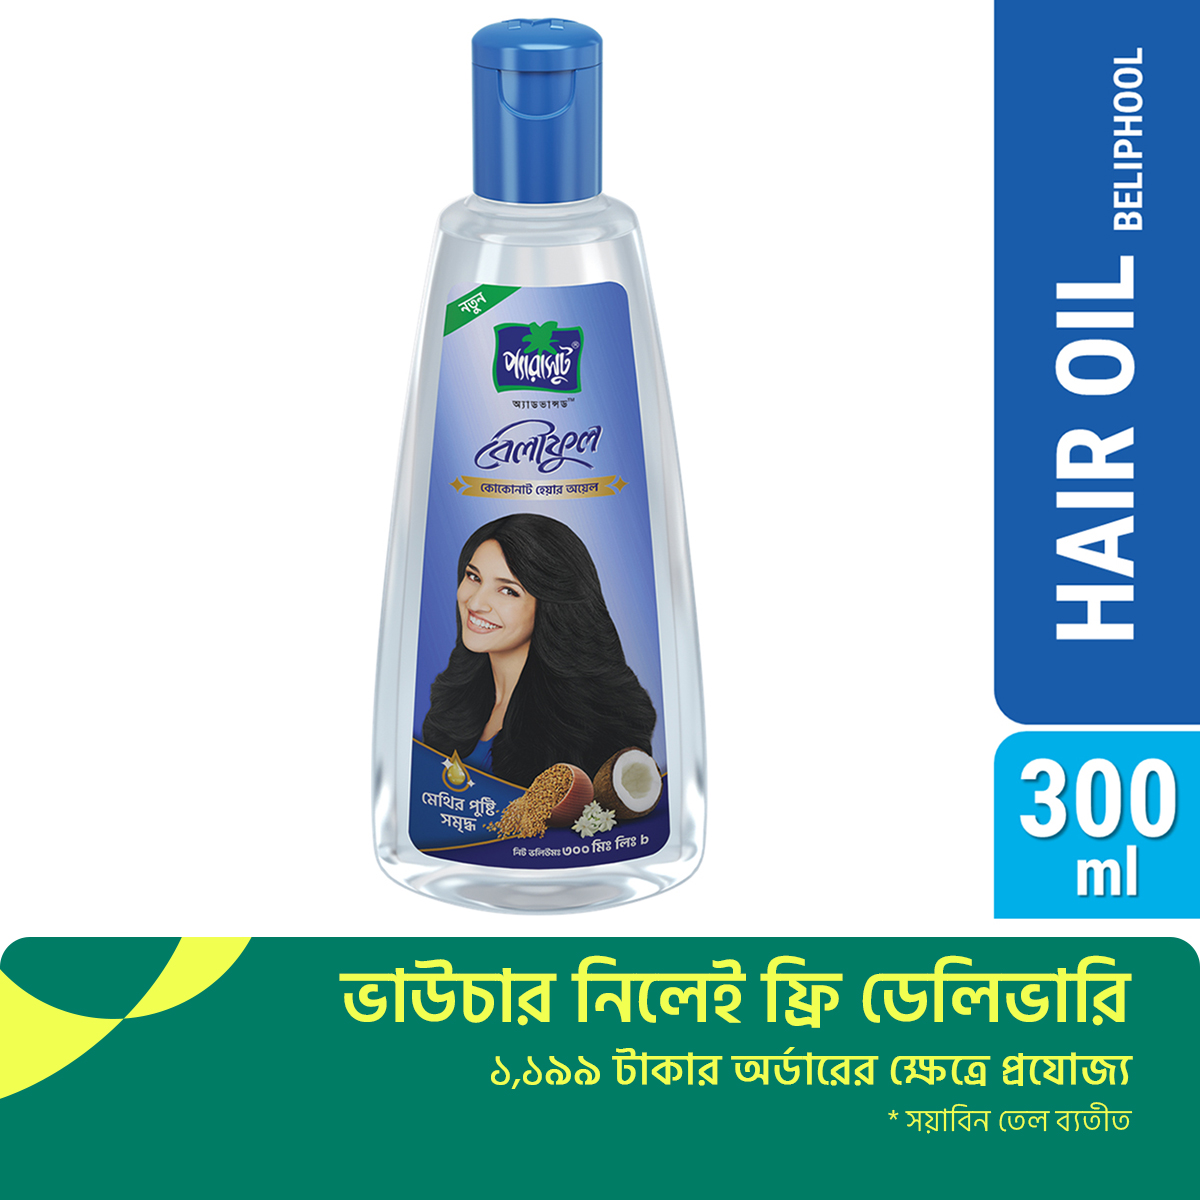 নতুন
প্যারাসুট®
অ্যাডভান্সড™
বেলীফুল
কোকোনাট হেয়ার অয়েল
মেথির পুষ্টি
সমৃদ্ধ
নিট ভলিউমঃ ৩০০ মিঃ লিঃ b
HAIR OIL BELIPHOOL
300
ml
ভাউচার নিলেই ফ্রি ডেলিভারি
১,১৯৯ টাকার অর্ডারের ক্ষেত্রে প্রযোজ্য
* সয়াবিন তেল ব্যতীত